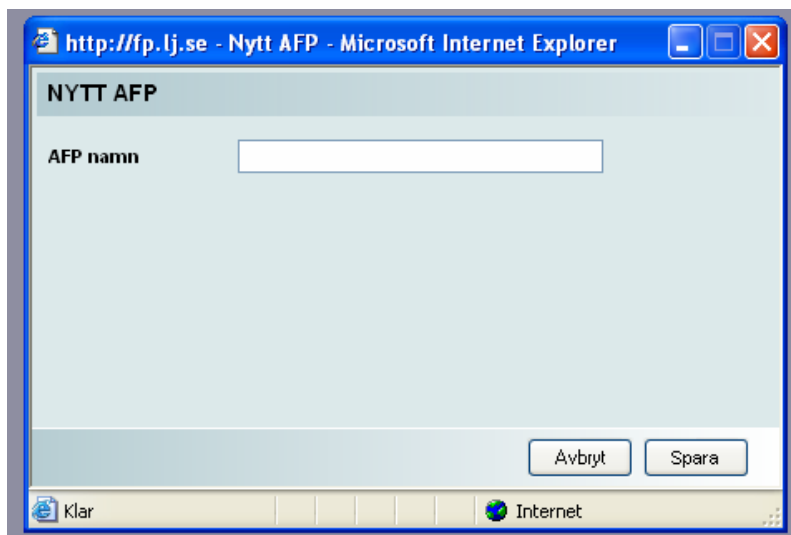 http://fp.lj.se - Nytt AFP - Microsoft Internet Explorer
NYTT AFP
AFP namn
Avbryt Spara
Klar Internet